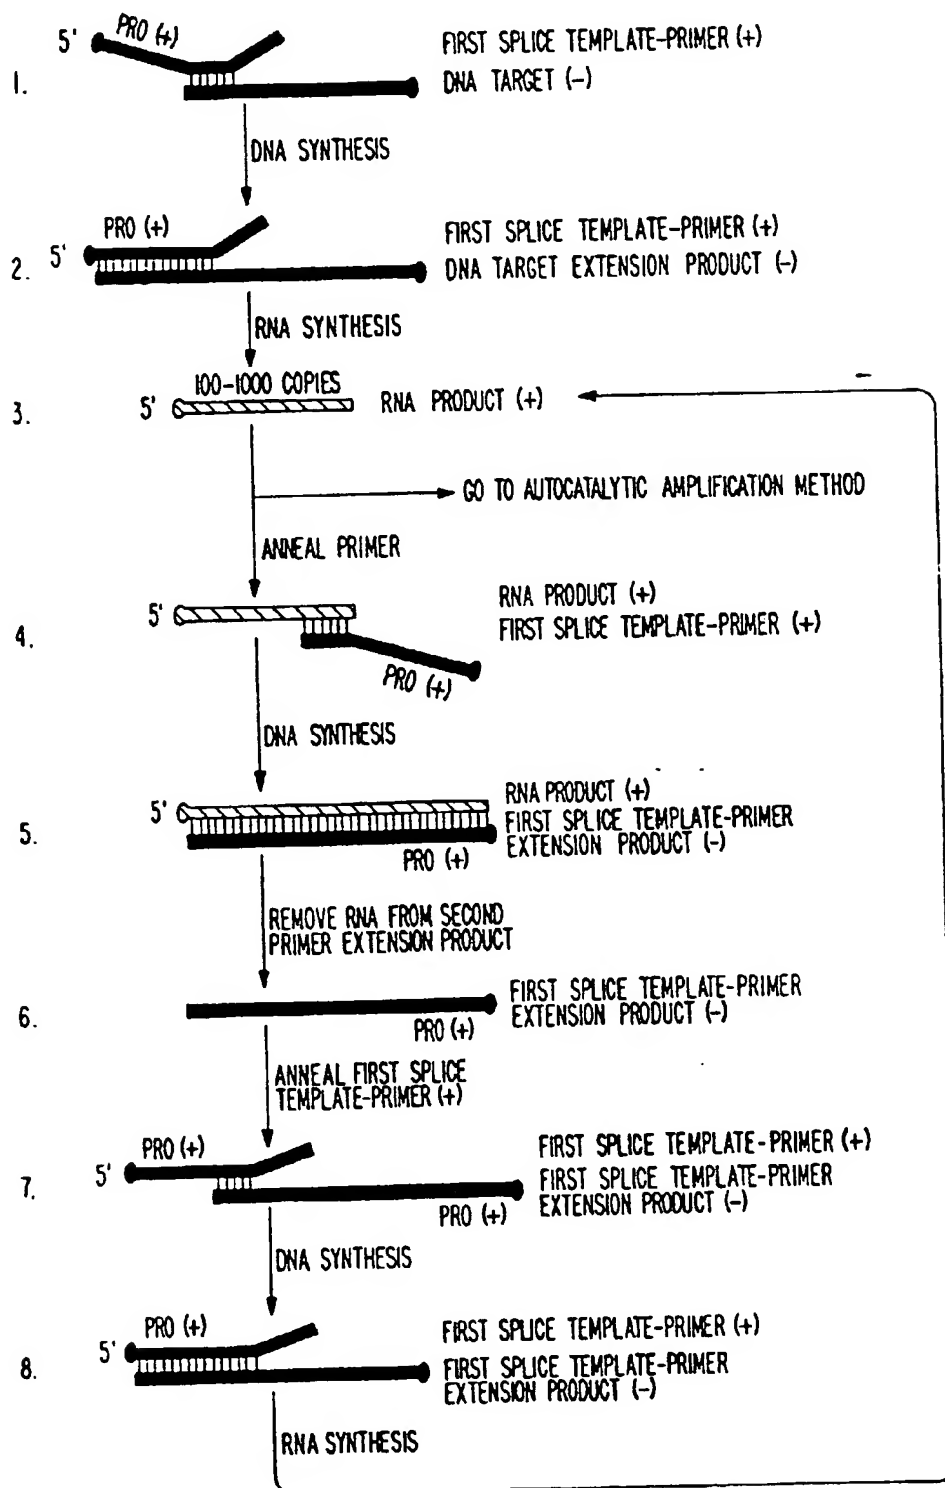 PRO (+)
5'
FIRST SPLICE TEMPLATE-PRIMER (+)
1.
DNA TARGET (-)
DNA SYNTHESIS
PRO (+)
5'
FIRST SPLICE TEMPLATE-PRIMER (+)
2.
DNA TARGET EXTENSION PRODUCT (-)
RNA SYNTHESIS
100-1000 COPIES
3.
5'
RNA PRODUCT (+)
GO TO AUTOCATALYTIC AMPLIFICATION METHOD
ANNEAL PRIMER
5'
RNA PRODUCT (+)
4.
FIRST SPLICE TEMPLATE-PRIMER (+)
PRO (+)
DNA SYNTHESIS
5'
RNA PRODUCT (+)
5.
FIRST SPLICE TEMPLATE-PRIMER
EXTENSION PRODUCT (-)
PRO (+)
REMOVE RNA FROM SECOND
PRIMER EXTENSION PRODUCT
6.
FIRST SPLICE TEMPLATE-PRIMER
EXTENSION PRODUCT (-)
PRO (+)
ANNEAL FIRST SPLICE
TEMPLATE-PRIMER (+)
PRO (+)
5'
FIRST SPLICE TEMPLATE-PRIMER (+)
7.
FIRST SPLICE TEMPLATE-PRIMER
EXTENSION PRODUCT (-)
PRO (+)
DNA SYNTHESIS
PRO (+)
5'
FIRST SPLICE TEMPLATE-PRIMER (+)
8.
FIRST SPLICE TEMPLATE-PRIMER
EXTENSION PRODUCT (-)
RNA SYNTHESIS